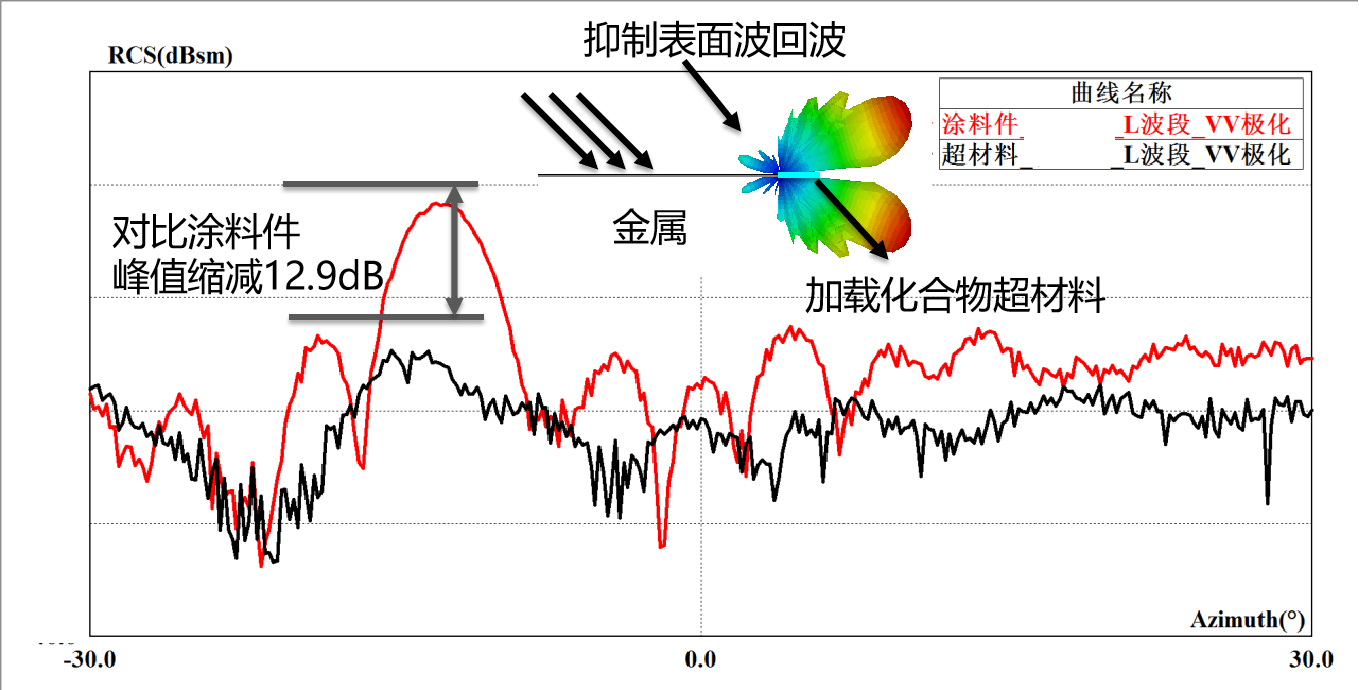 抑制表面波回波
RCS(dBsm)
曲线名称
涂料件_ _L波段_VV极化
超材料_ _L波段_VV极化
对比涂料件
峰值缩减12.9dB
金属
加载化合物超材料
Azimuth(°)
-30.0
0.0
30.0